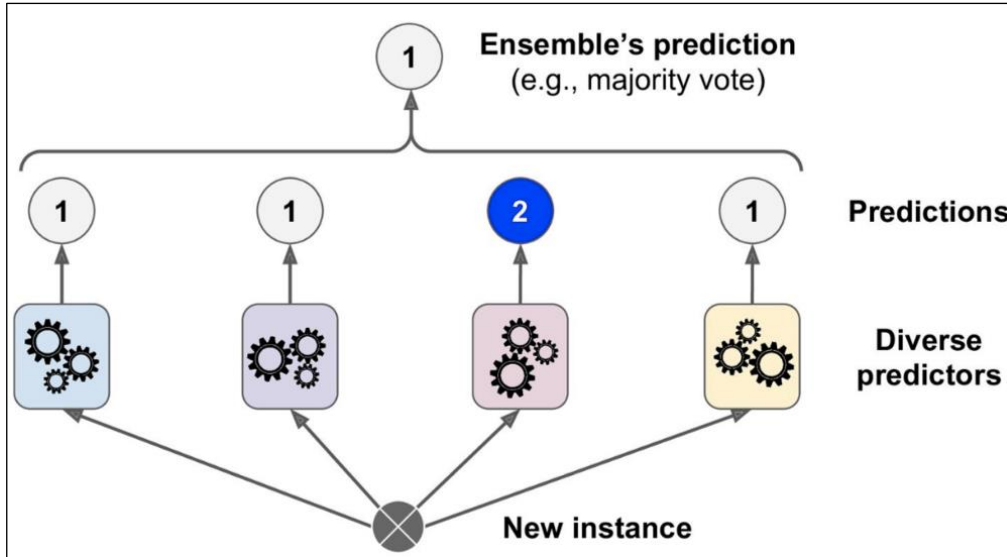 1
Ensemble’s prediction
(e.g., majority vote)
1
1
2
1
Predictions
Diverse
predictors
New instance